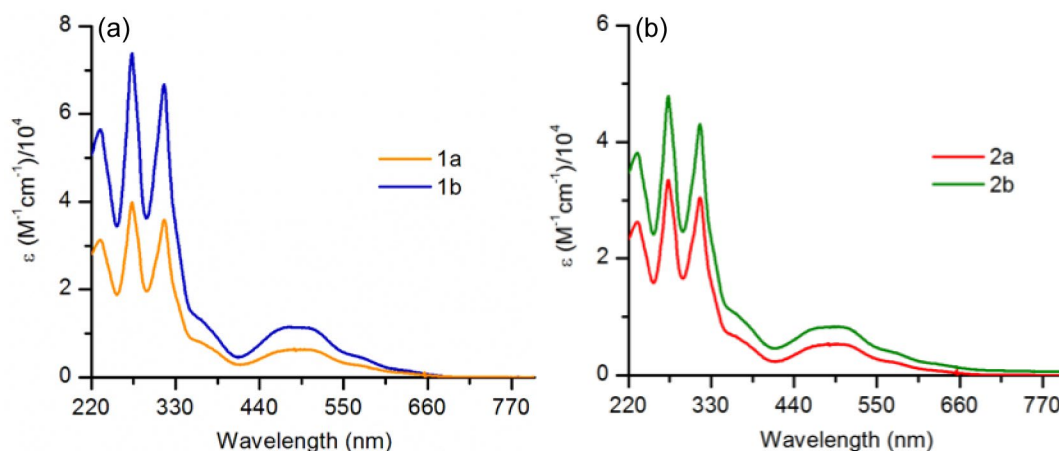 (a)
8
6
4
2
0
ε (M⁻¹cm⁻¹)/10⁴
1a
1b
220 330 440 550 660 770
Wavelength (nm)
(b)
6
4
2
0
ε (M⁻¹cm⁻¹)/10⁴
2a
2b
220 330 440 550 660 770
Wavelength (nm)